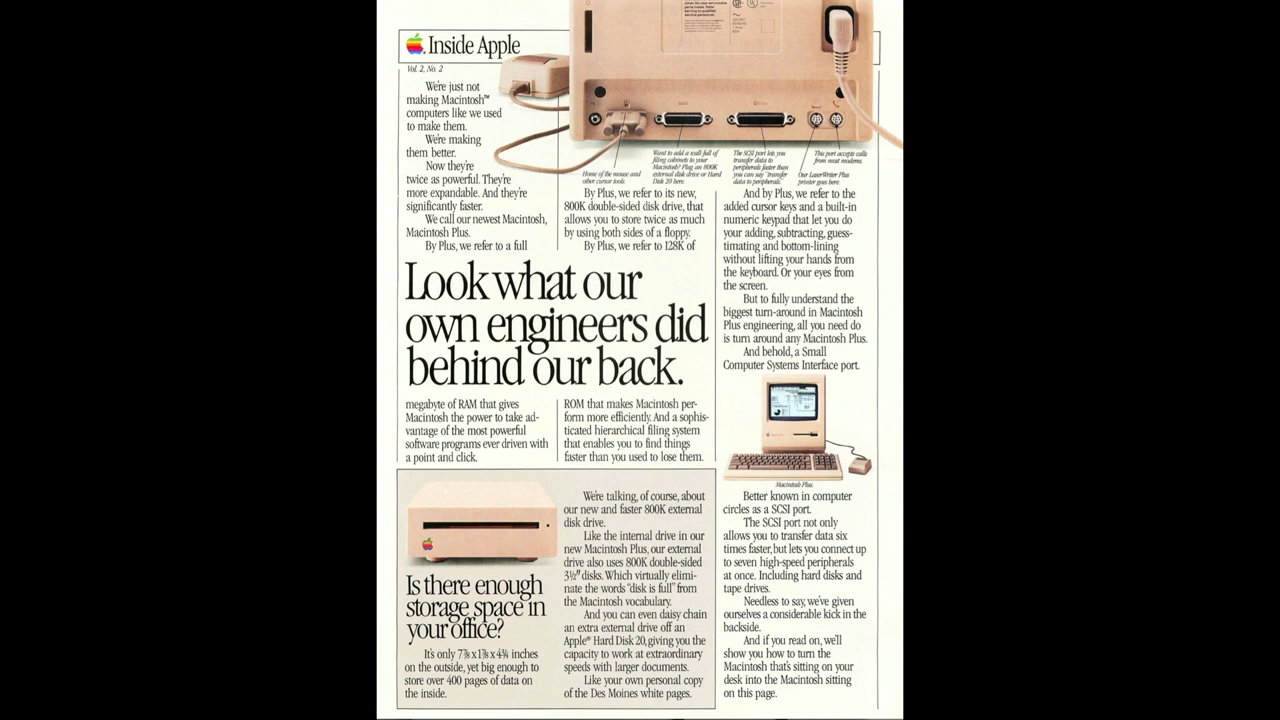 Inside Apple
Vol. 2, No. 2
We're just not
making Macintosh™
computers like we used
to make them.
We're making
them better.
Now they're
twice as powerful. They're
more expandable. And they're
significantly faster.
We call our newest Macintosh,
Macintosh Plus.
By Plus, we refer to a full
Look what our
own engineers did
behind our back.
megabyte of RAM that gives
Macintosh the power to take ad-
vantage of the most powerful
software programs ever driven with
a point and click.
Home of the mouse and
other cursor tools.
Want to add a wall full of
filing cabinets to your
Macintosh? Plug an 800K
external disk drive or Hard
Disk 20 here.
The SCSI port lets you
transfer data to
peripherals faster than
you can say "transfer
data to peripherals."
Our LaserWriter Plus
printer goes here.
This port accepts calls
from most modems.
By Plus, we refer to its new,
800K double-sided disk drive, that
allows you to store twice as much
by using both sides of a floppy.
By Plus, we refer to 128K of
ROM that makes Macintosh per-
form more efficiently. And a sophis-
ticated hierarchical filing system
that enables you to find things
faster than you used to lose them.
And by Plus, we refer to the
added cursor keys and a built-in
numeric keypad that let you do
your adding, subtracting, guess-
timating and bottom-lining
without lifting your hands from
the keyboard. Or your eyes from
the screen.
But to fully understand the
biggest turn-around in Macintosh
Plus engineering, all you need do
is turn around any Macintosh Plus.
And behold, a Small
Computer Systems Interface port.
Macintosh Plus
Better known in computer
circles as a SCSI port.
The SCSI port not only
allows you to transfer data six
times faster, but lets you connect up
to seven high-speed peripherals
at once. Including hard disks and
tape drives.
Needless to say, we've given
ourselves a considerable kick in the
backside.
And if you read on, we'll
show you how to turn the
Macintosh that's sitting on your
desk into the Macintosh sitting
on this page.
Is there enough
storage space in
your office?
It's only 7⅞ x 1⅞ x 4¾ inches
on the outside, yet big enough to
store over 400 pages of data on
the inside.
We're talking, of course, about
our new and faster 800K external
disk drive.
Like the internal drive in our
new Macintosh Plus, our external
drive also uses 800K double-sided
3½" disks. Which virtually elimi-
nate the words "disk is full" from
the Macintosh vocabulary.
And you can even daisy chain
an extra external drive off an
Apple® Hard Disk 20, giving you the
capacity to work at extraordinary
speeds with larger documents.
Like your own personal copy
of the Des Moines white pages.